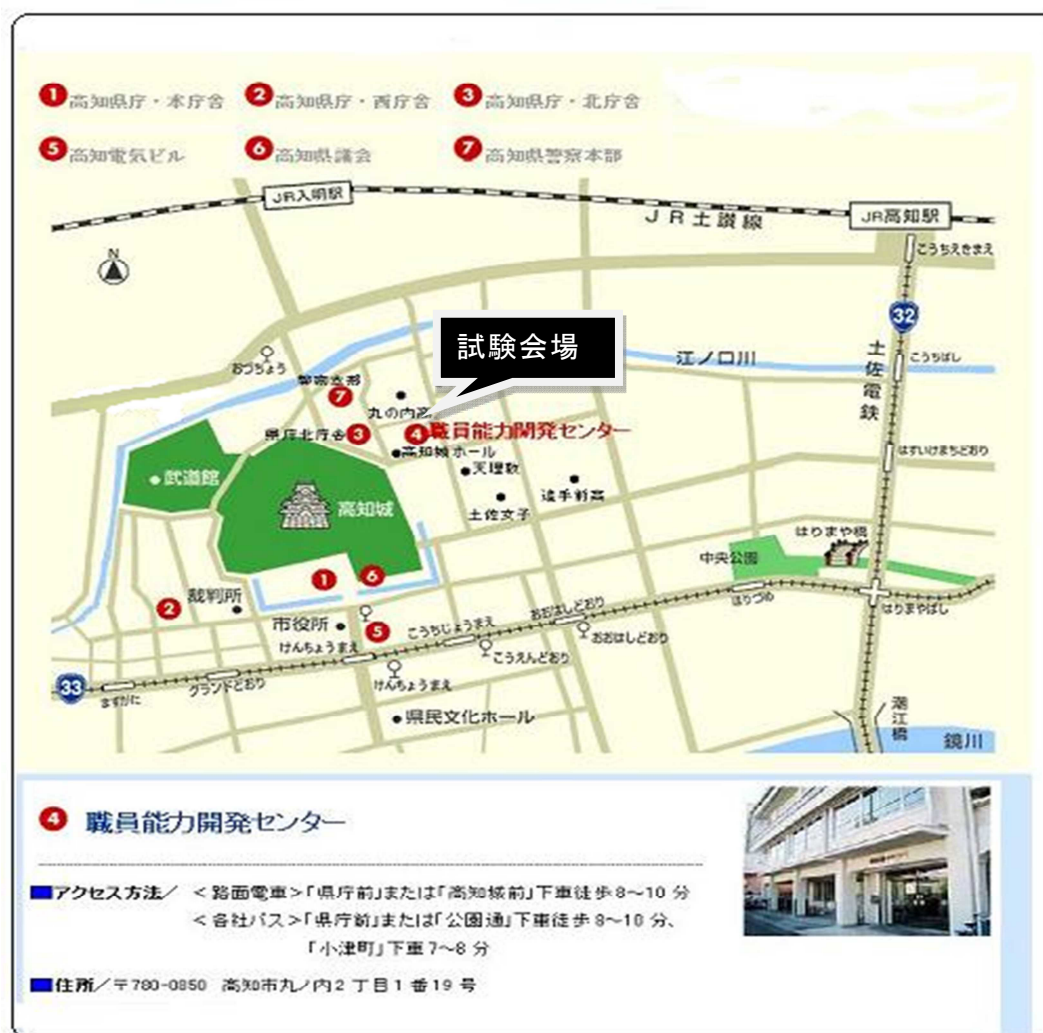 1 高知県庁・本庁舎 2 高知県庁・西庁舎 3 高知県庁・北庁舎
5 高知電気ビル 6 高知県議会 7 高知県警察本部
JR入明駅
JR土讃線
JR高知駅
こうちえきまえ
N
32
試験会場
江ノ口川
土佐電鉄
こうちばし
おづちょう
警察本部
7
丸の内高
県庁北庁舎 3
4 職員能力開発センター
高知城ホール
はすいけまちどおり
武道館
天理教
高知城
土佐女子
追手前高
はりまや橋
中央公園
1
6
裁判所
2
はりづめ
はりまやばし
市役所
5
こうちじょうまえ
おおはしどおり
おおはしどおり
けんちょうまえ
こうえんどおり
けんちょうまえ
33
ますがた
グランドどおり
県民文化ホール
潮江橋
鏡川
4 職員能力開発センター
アクセス方法/ <路面電車>「県庁前」または「高知城前」下車徒歩8~10分
<各社バス>「県庁前」または「公園通」下車徒歩8~10分、
「小津町」下車7~8分
住所/〒780-0850 高知市丸ノ内2丁目1番19号